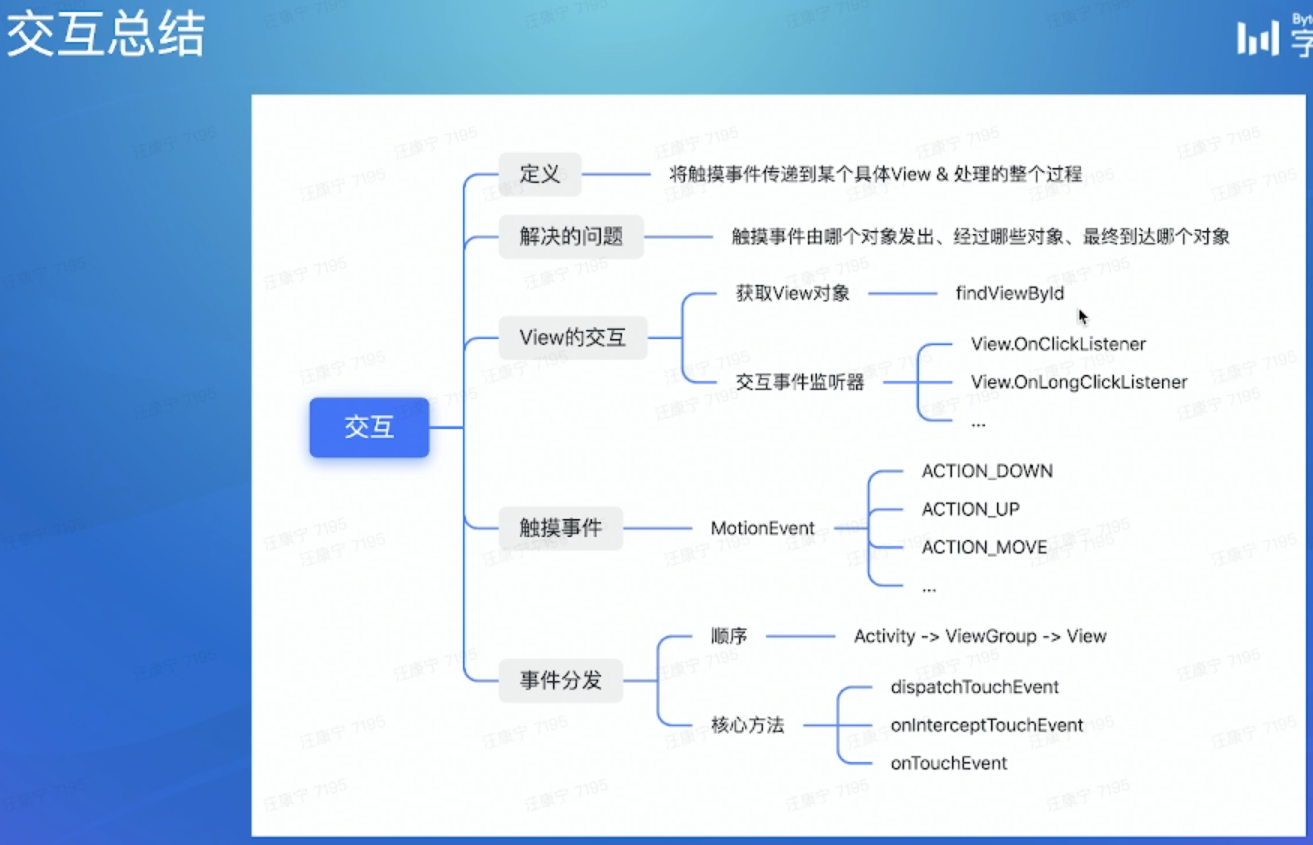 交互总结
字
定义
将触摸事件传递到某个具体View & 处理的整个过程
解决的问题
触摸事件由哪个对象发出、经过哪些对象、最终到达哪个对象
View的交互
获取View对象
findViewById
交互事件监听器
View.OnClickListener
View.OnLongClickListener
...
交互
触摸事件
MotionEvent
ACTION_DOWN
ACTION_UP
ACTION_MOVE
...
事件分发
顺序
Activity -> ViewGroup -> View
核心方法
dispatchTouchEvent
onInterceptTouchEvent
onTouchEvent
汪康宁 7195